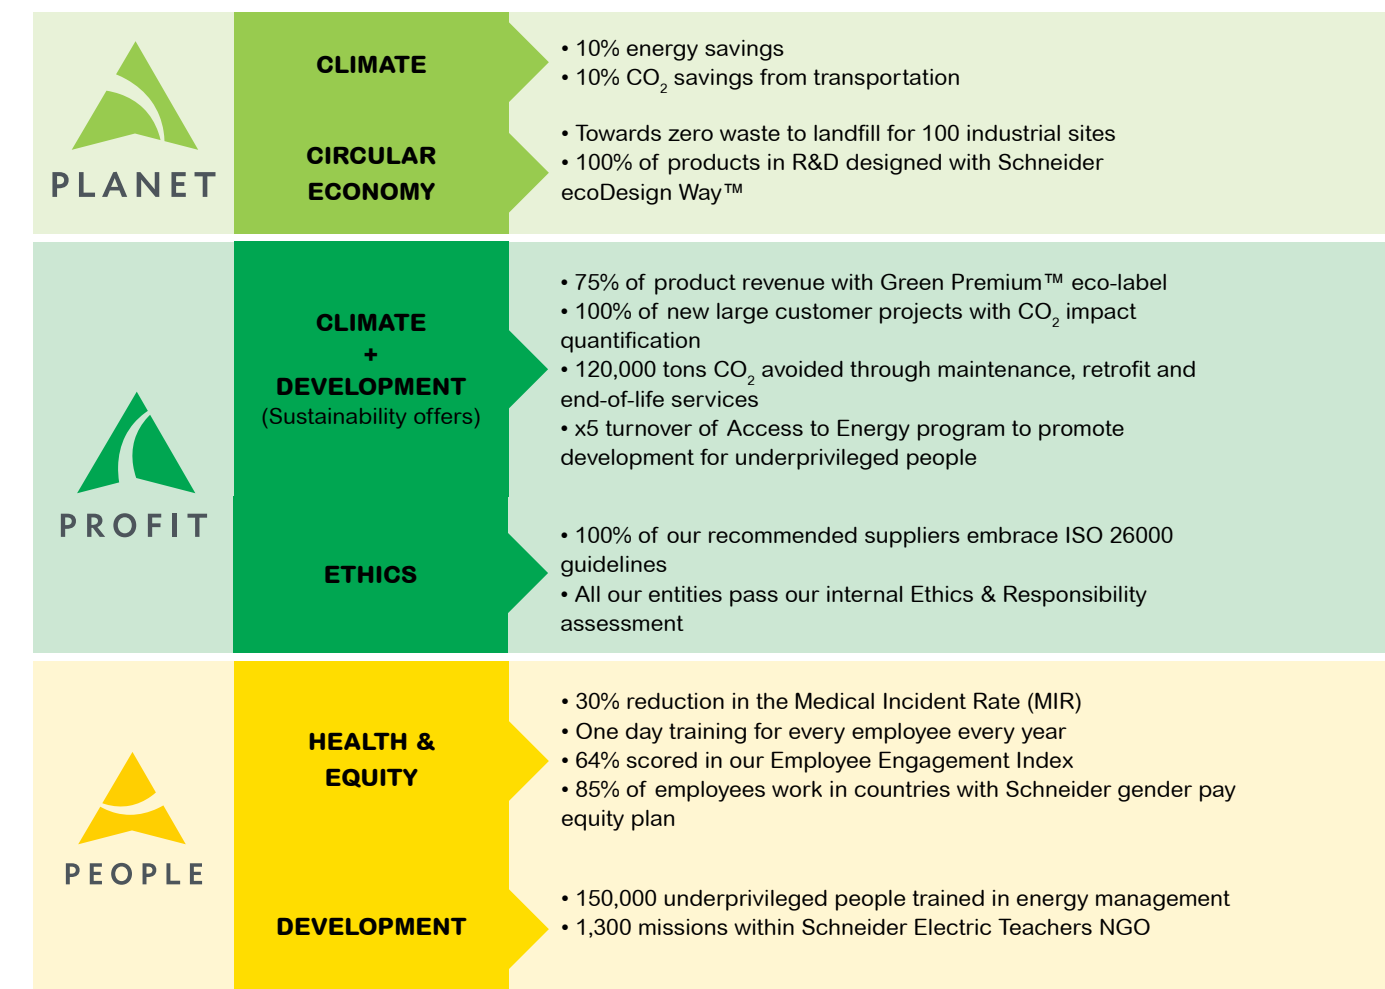 PLANET
CLIMATE
• 10% energy savings
• 10% CO2 savings from transportation
CIRCULAR
ECONOMY
• Towards zero waste to landfill for 100 industrial sites
• 100% of products in R&D designed with Schneider
ecoDesign Way™
PROFIT
CLIMATE
+
DEVELOPMENT
(Sustainability offers)
• 75% of product revenue with Green Premium™ eco-label
• 100% of new large customer projects with CO2 impact
quantification
• 120,000 tons CO2 avoided through maintenance, retrofit and
end-of-life services
• x5 turnover of Access to Energy program to promote
development for underprivileged people
ETHICS
• 100% of our recommended suppliers embrace ISO 26000
guidelines
• All our entities pass our internal Ethics & Responsibility
assessment
PEOPLE
HEALTH &
EQUITY
• 30% reduction in the Medical Incident Rate (MIR)
• One day training for every employee every year
• 64% scored in our Employee Engagement Index
• 85% of employees work in countries with Schneider gender pay
equity plan
DEVELOPMENT
• 150,000 underprivileged people trained in energy management
• 1,300 missions within Schneider Electric Teachers NGO